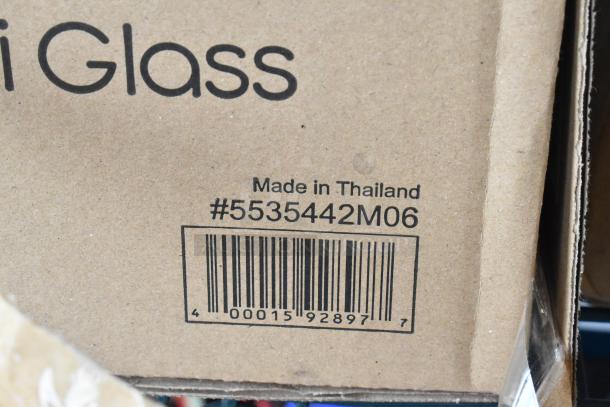 i Glass
Made in Thailand
#5535442M06
4 00015 92897 7